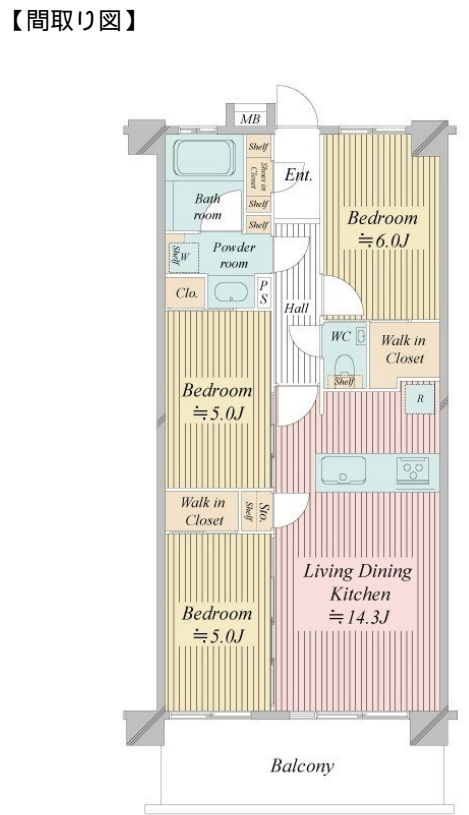 【間取り図】
MB
Shelf
Shoes in
Closet
Shelf
Shelf
Ent.
Bath
room
Bedroom
≒6.0J
Shelf
W
Powder
room
Clo.
P
S
Hall
WC
Shelf
Walk in
Closet
Bedroom
≒5.0J
R
Walk in
Closet
Shelf
Sto.
Living Dining
Kitchen
≒14.3J
Bedroom
≒5.0J
Balcony